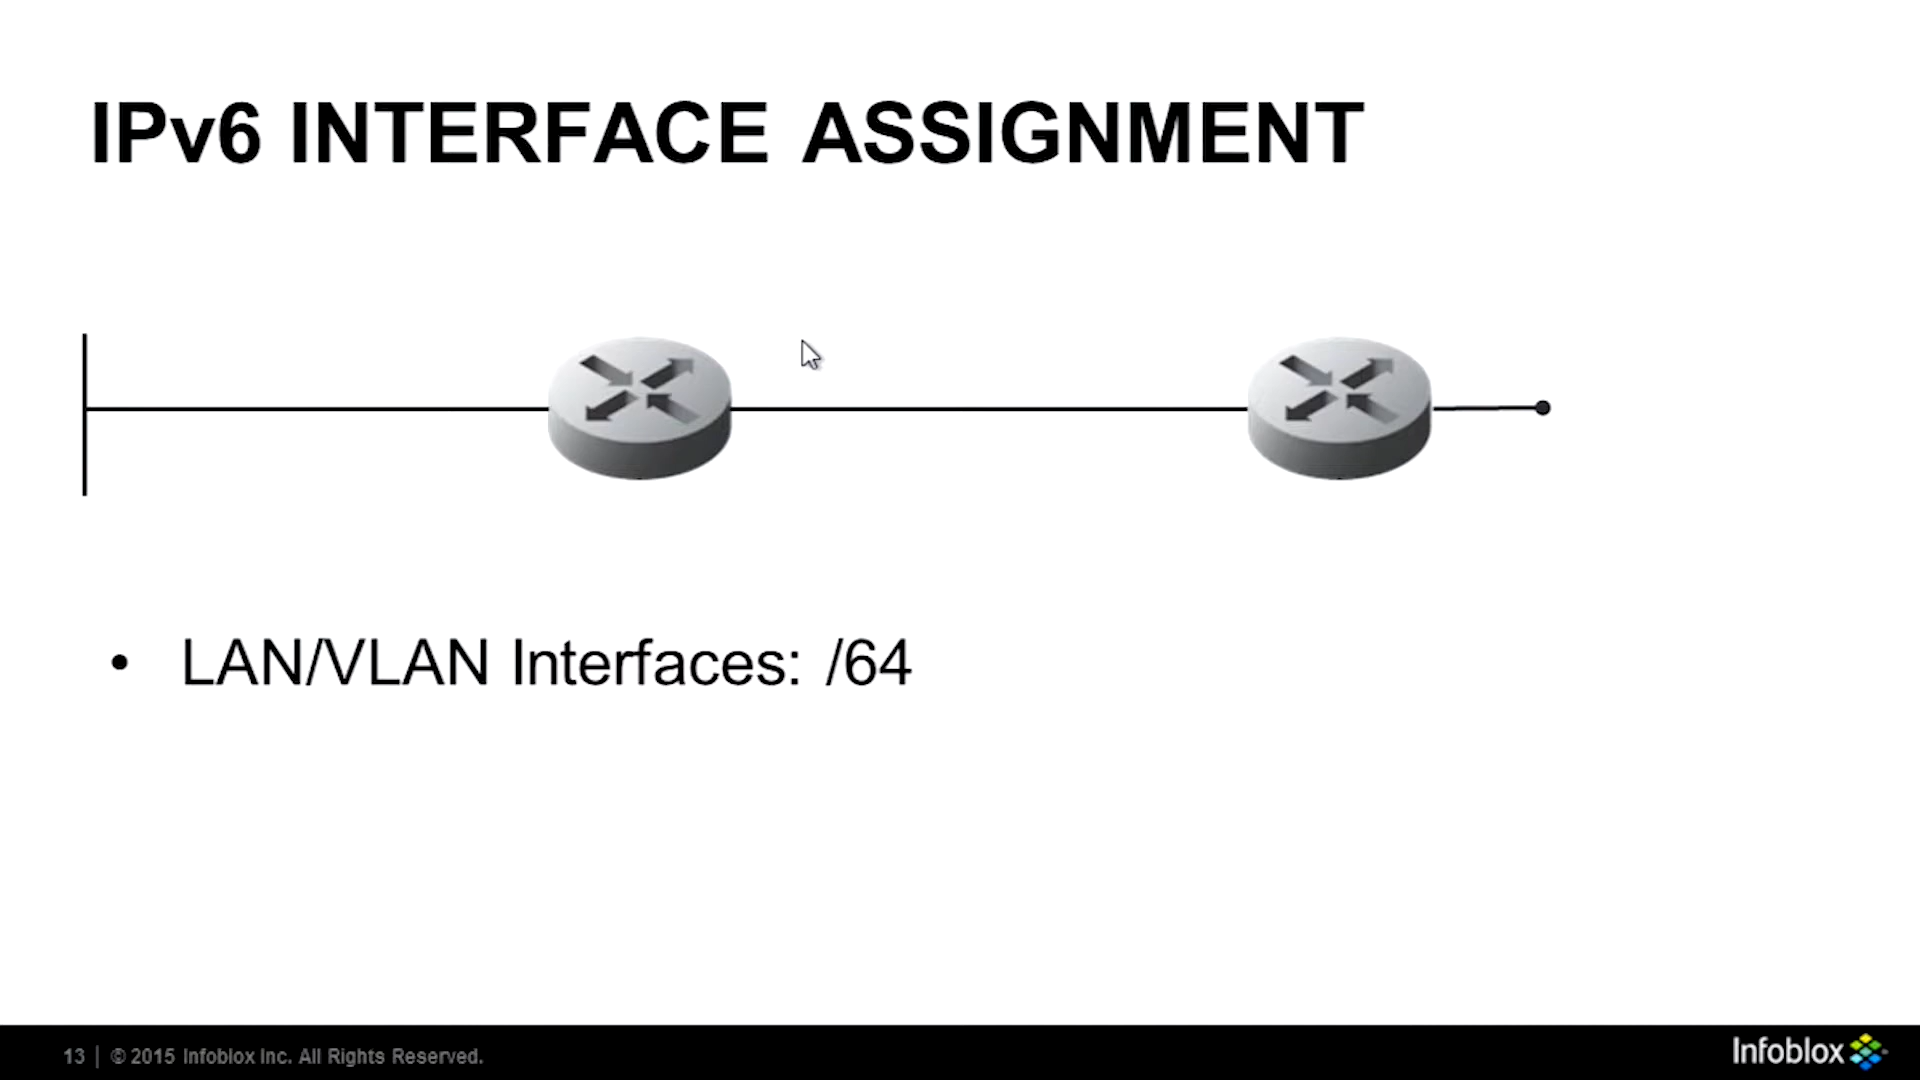 IPv6 INTERFACE ASSIGNMENT
• LAN/VLAN Interfaces: /64
13 | © 2015 Infoblox Inc. All Rights Reserved.
Infoblox